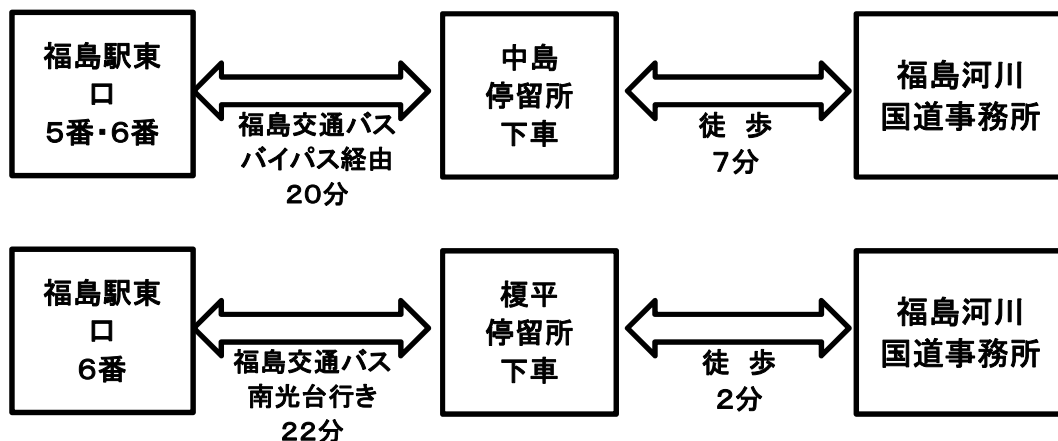 福島駅東
口
5番・6番
福島交通バス
バイパス経由
20分
中島
停留所
下車
徒 歩
7分
福島河川
国道事務所
福島駅東
口
6番
福島交通バス
南光台行き
22分
榎平
停留所
下車
徒 歩
2分
福島河川
国道事務所